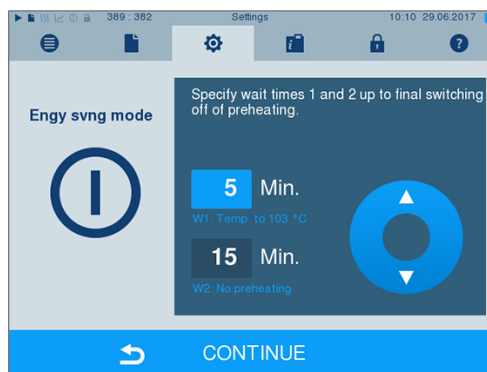 389 : 382 Settings 10:10 29.06.2017
Engy svng mode
Specify wait times 1 and 2 up to final switching
off of preheating.
5 Min.
W1: Temp. to 103 °C
15 Min.
W2: No preheating
CONTINUE